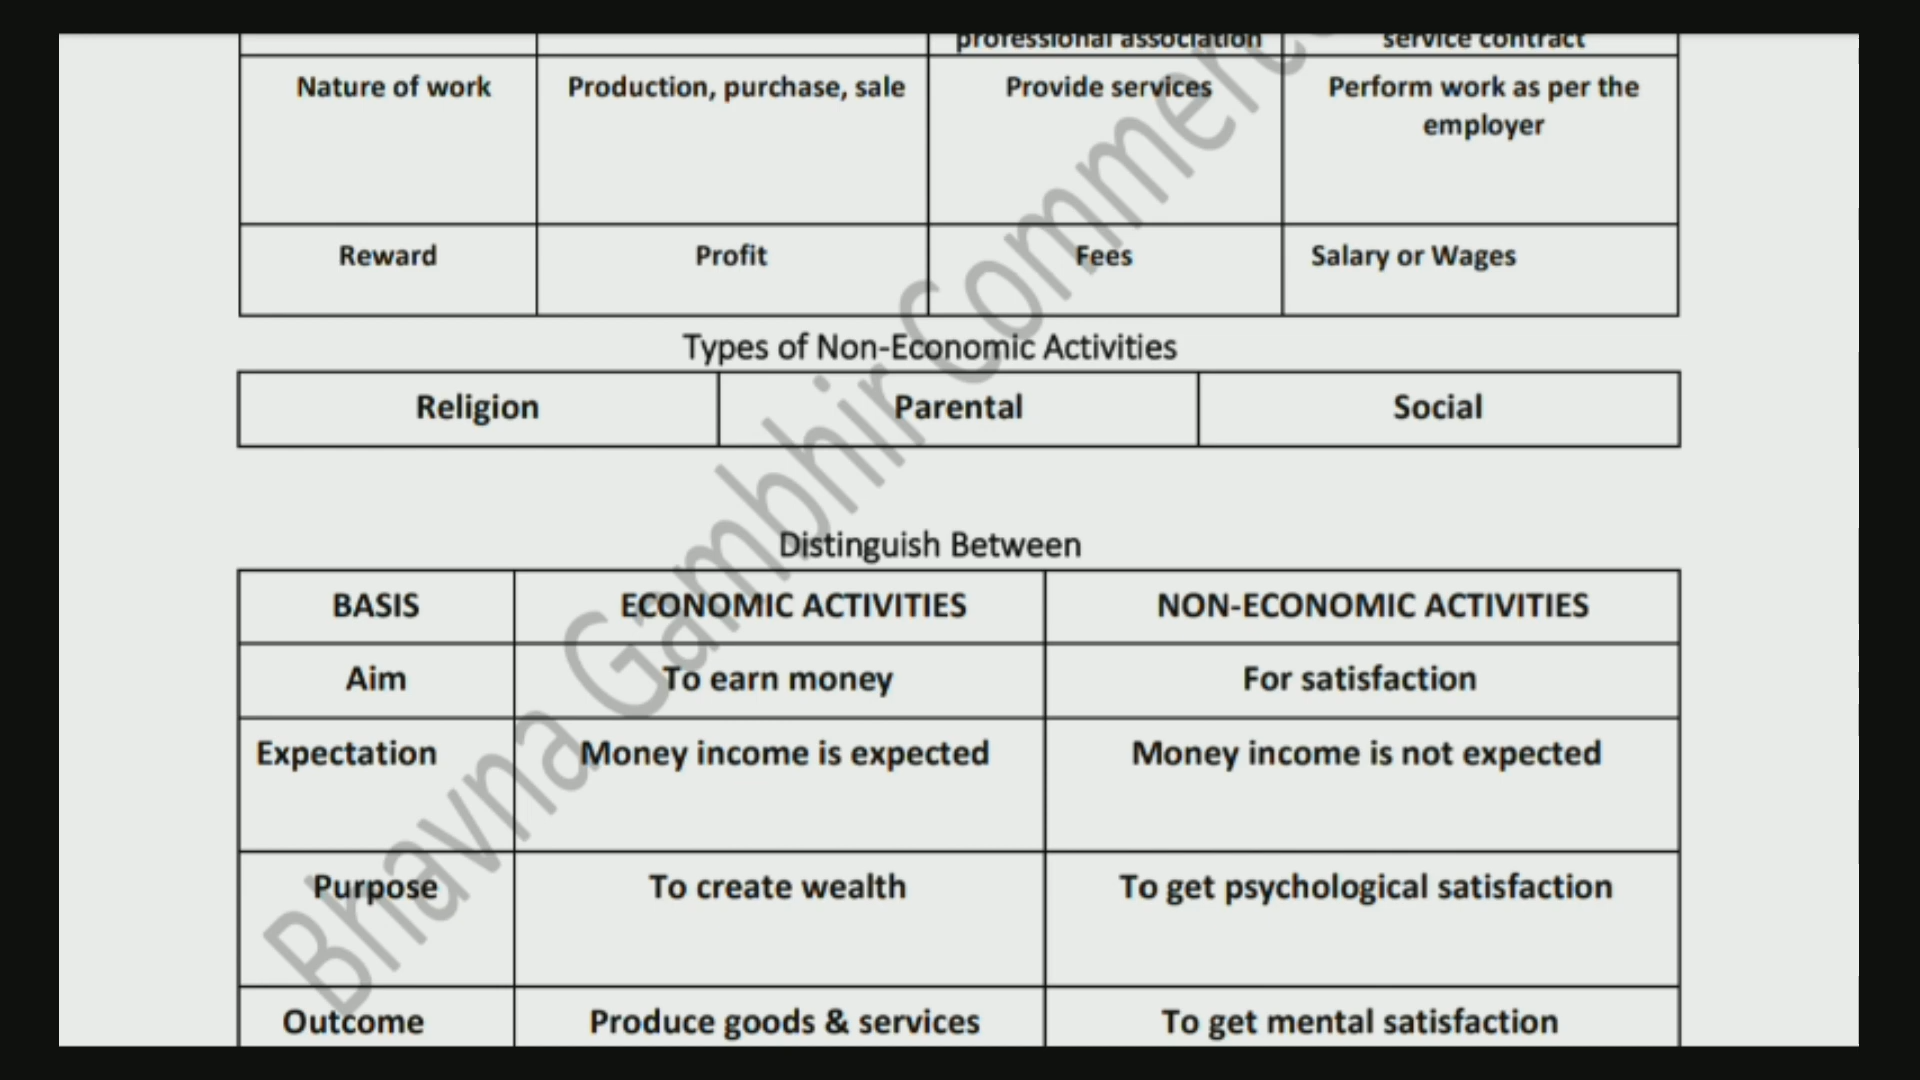 professional association service contract
Nature of work Production, purchase, sale Provide services Perform work as per the
employer
Reward Profit Fees Salary or Wages
Types of Non-Economic Activities
Religion Parental Social
Distinguish Between
BASIS ECONOMIC ACTIVITIES NON-ECONOMIC ACTIVITIES
Aim To earn money For satisfaction
Expectation Money income is expected Money income is not expected
Purpose To create wealth To get psychological satisfaction
Outcome Produce goods & services To get mental satisfaction
Bhavna Gambhir